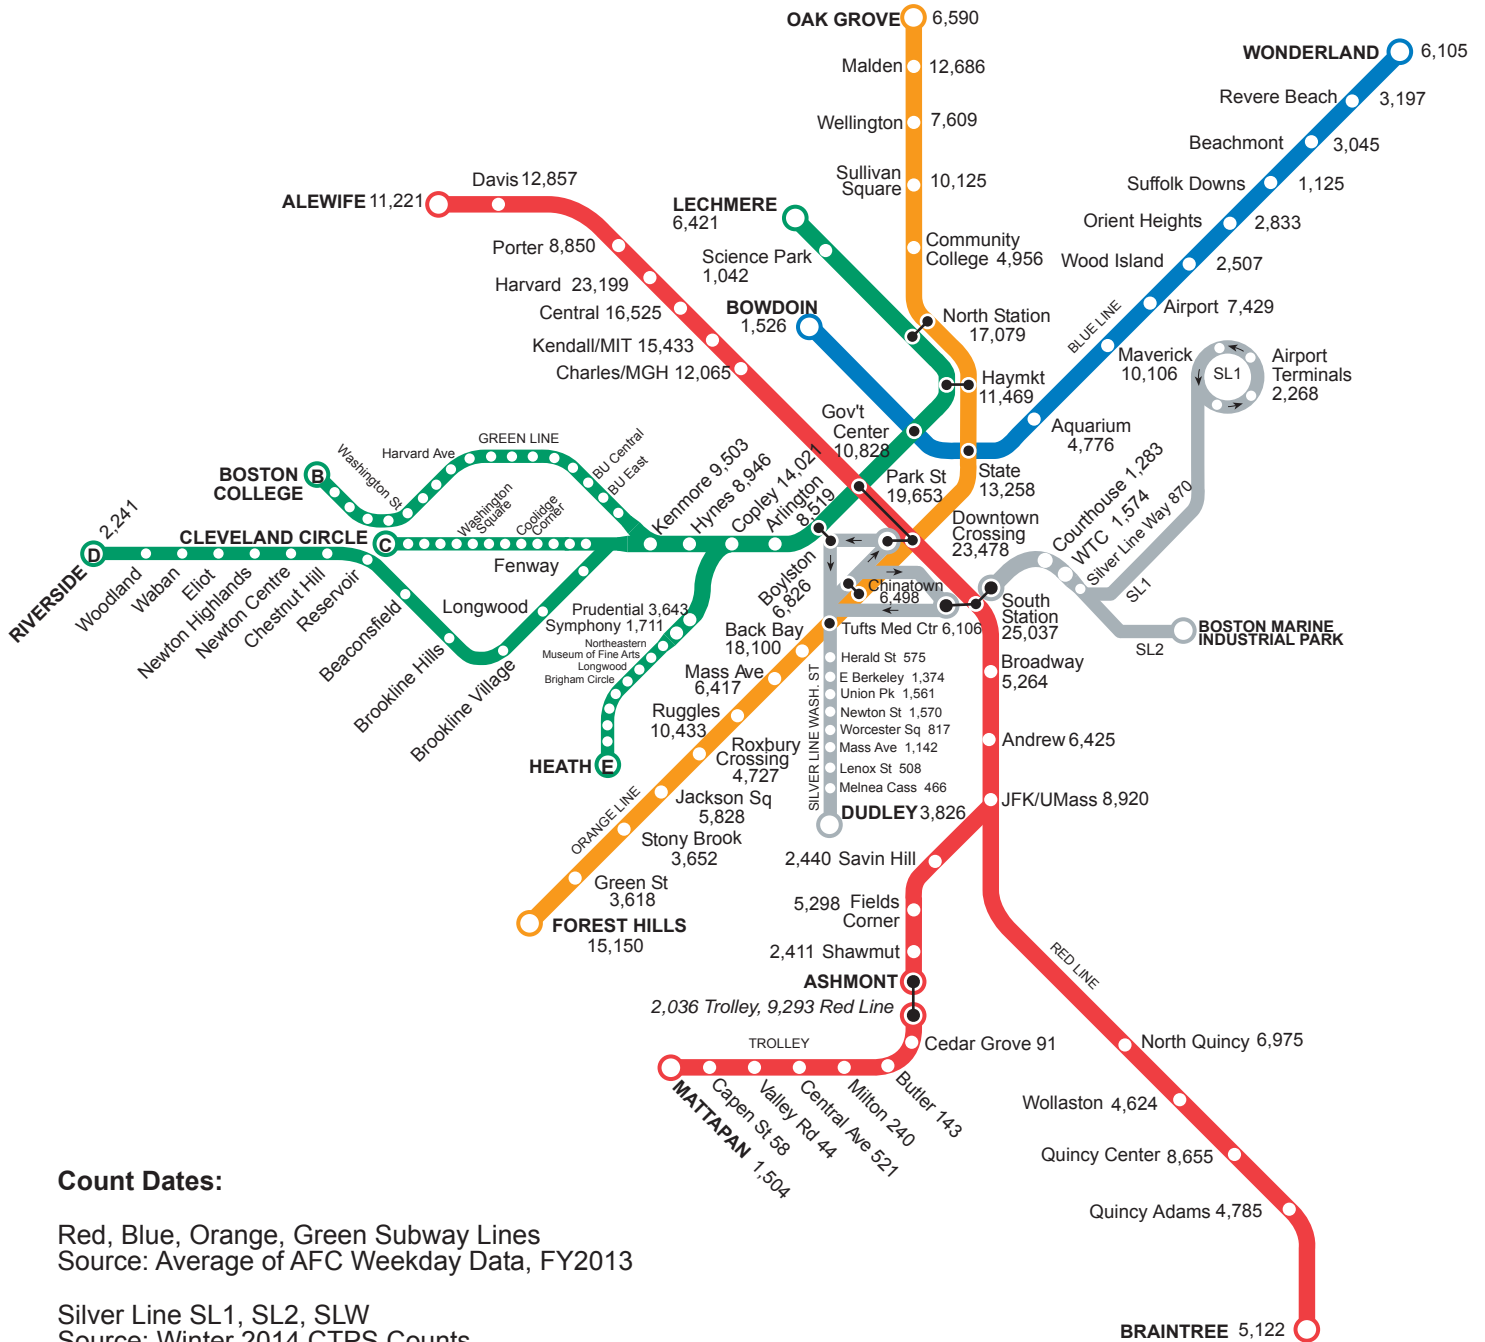 OAK GROVE 6,590
Malden 12,686
Wellington 7,609
Sullivan
Square 10,125
Community
College 4,956
North Station
17,079
Haymkt
11,469
State
13,258
Downtown
Crossing
23,478
Chinatown
6,498
Tufts Med Ctr 6,106
Back Bay
18,100
Mass Ave
6,417
Ruggles
10,433
Roxbury
Crossing
4,727
Jackson Sq
5,828
Stony Brook
3,652
Green St
3,618
FOREST HILLS
15,150
ORANGE LINE
WONDERLAND 6,105
Revere Beach 3,197
Beachmont 3,045
Suffolk Downs 1,125
Orient Heights 2,833
Wood Island 2,507
Airport 7,429
BLUE LINE
Maverick
10,106
Aquarium
4,776
Gov't
Center
10,828
BOWDOIN
1,526
LECHMERE
6,421
Science Park
1,042
ALEWIFE 11,221
Davis 12,857
Porter 8,850
Harvard 23,199
Central 16,525
Kendall/MIT 15,433
Charles/MGH 12,065
Park St
19,653
South
Station
25,037
Broadway
5,264
Andrew 6,425
JFK/UMass 8,920
2,440 Savin Hill
5,298 Fields
Corner
2,411 Shawmut
ASHMONT
2,036 Trolley, 9,293 Red Line
Cedar Grove 91
TROLLEY
Butler 143
Milton 240
Central Ave 521
Valley Rd 44
Capen St 58
MATTAPAN 1,504
RED LINE
North Quincy 6,975
Wollaston 4,624
Quincy Center 8,655
Quincy Adams 4,785
BRAINTREE 5,122
GREEN LINE
B
BOSTON
COLLEGE
Washington St
Harvard Ave
BU Central
BU East
C
CLEVELAND CIRCLE
Washington
Square
Coolidge
Corner
D
RIVERSIDE 2,241
Woodland
Waban
Eliot
Newton Highlands
Newton Centre
Chestnut Hill
Reservoir
Beaconsfield
Brookline Hills
Brookline Village
Longwood
Fenway
Kenmore 9,503
Hynes 8,946
Copley 14,021
Arlington
8,519
Boylston
6,826
Prudential 3,643
Symphony 1,711
Northeastern
Museum of Fine Arts
Longwood
Brigham Circle
HEATH E
Airport
Terminals
2,268
SL1
Courthouse 1,283
WTC 1,574
Silver Line Way 870
SL1
SL2
BOSTON MARINE
INDUSTRIAL PARK
SILVER LINE WASH. ST
Herald St 575
E Berkeley 1,374
Union Pk 1,561
Newton St 1,570
Worcester Sq 817
Mass Ave 1,142
Lenox St 508
Melnea Cass 466
DUDLEY 3,826
Count Dates:
Red, Blue, Orange, Green Subway Lines
Source: Average of AFC Weekday Data, FY2013
Silver Line SL1, SL2, SLW
Source: Winter 2014 CTPS Counts